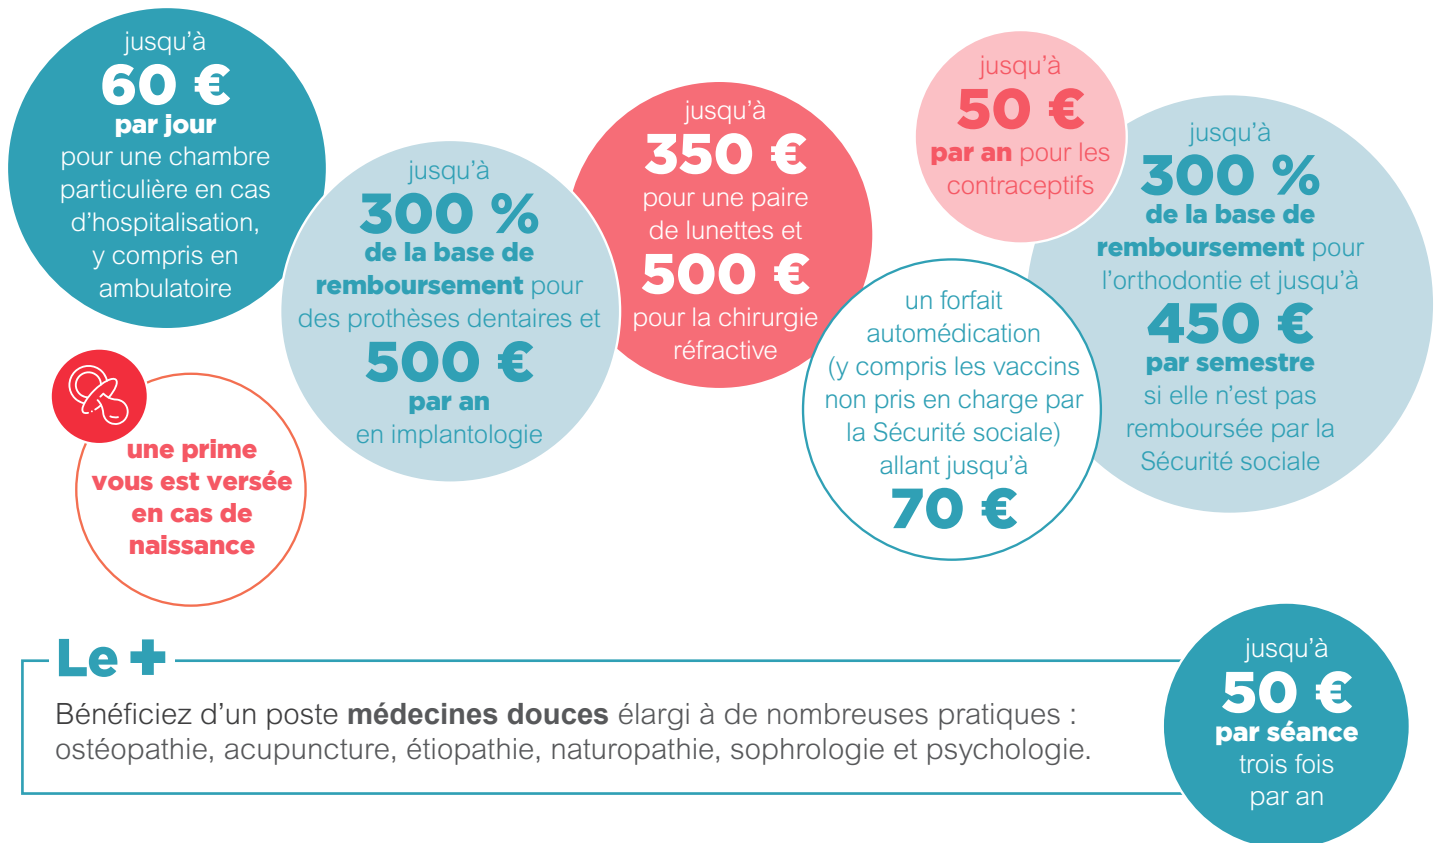 jusqu'à
60 €
par jour
pour une chambre
particulière en cas
d'hospitalisation,
y compris en
ambulatoire
jusqu'à
300 %
de la base de
remboursement pour
des prothèses dentaires et
500 €
par an
en implantologie
jusqu'à
350 €
pour une paire
de lunettes et
500 €
pour la chirurgie
réfractive
jusqu'à
50 €
par an pour les
contraceptifs
jusqu'à
300 %
de la base de
remboursement pour
l'orthodontie et jusqu'à
450 €
par semestre
si elle n'est pas
remboursée par la
Sécurité sociale
un forfait
automédication
(y compris les vaccins
non pris en charge par
la Sécurité sociale)
allant jusqu'à
70 €
une prime
vous est versée
en cas de
naissance
Le +
Bénéficiez d'un poste médecines douces élargi à de nombreuses pratiques :
ostéopathie, acupuncture, étiopathie, naturopathie, sophrologie et psychologie.
jusqu'à
50 €
par séance
trois fois
par an